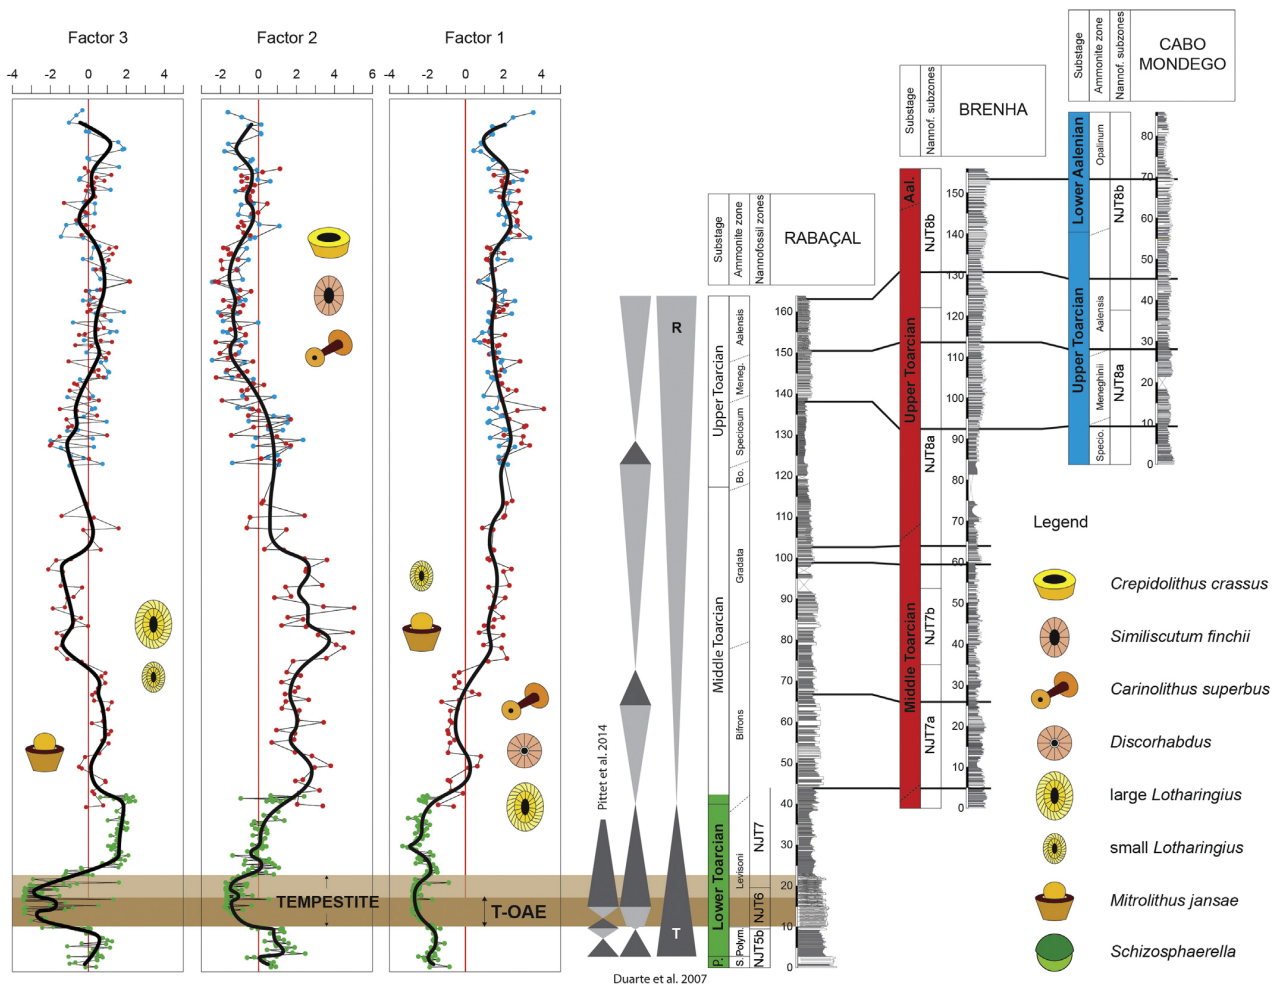 Factor 3
Factor 2
Factor 1
-4 -2 0 2 4
-4 -2 0 2 4 6
-4 -2 0 2 4
TEMPESTITE
T-OAE
Pittet et al. 2014
Duarte et al. 2007
R
T
Substage
Ammonite zone
Nannofossil zones
RABAÇAL
Upper Toarcian
Middle Toarcian
Lower Toarcian
P.
Aalensis
Meneg.
Speciosum
Bo.
Gradata
Bifrons
Levisoni
S. Polym.
NJT7
NJT6
NJT5b
160
150
140
130
120
110
100
90
80
70
60
50
40
30
20
10
0
Substage
Nannof. subzones
BRENHA
Aal.
Upper Toarcian
Middle Toarcian
NJT8b
NJT8a
NJT7b
NJT7a
150
140
130
120
110
100
90
80
70
60
50
40
30
20
10
0
Substage
Ammonite zone
Nannof. subzones
CABO
MONDEGO
Lower Aalenian
Upper Toarcian
Opalinum
Aalensis
Meneghinii
Specio.
NJT8b
NJT8a
80
70
60
50
40
30
20
10
0
Legend
Crepidolithus crassus
Similiscutum finchii
Carinolithus superbus
Discorhabdus
large Lotharingius
small Lotharingius
Mitrolithus jansae
Schizosphaerella